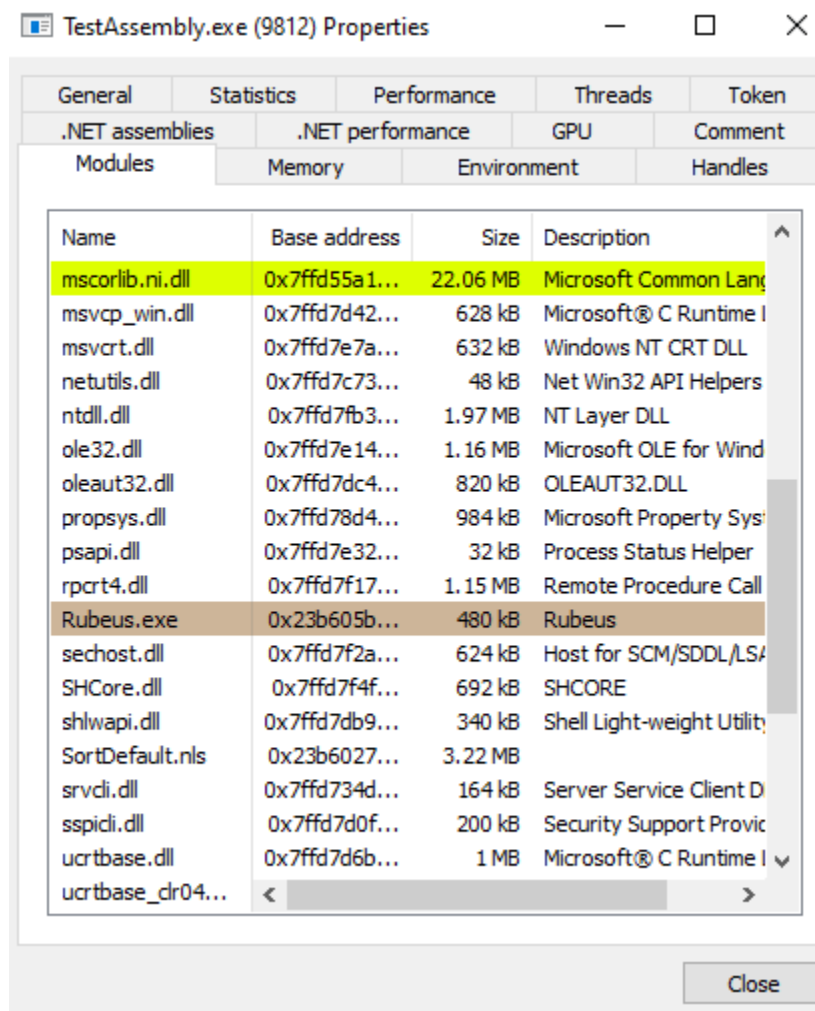 TestAssembly.exe (9812) Properties
General Statistics Performance Threads Token
.NET assemblies .NET performance GPU Comment
Modules Memory Environment Handles
Name Base address Size Description
mscorlib.ni.dll 0x7ffd55a1... 22.06 MB Microsoft Common Lang
msvcp_win.dll 0x7ffd7d42... 628 kB Microsoft® C Runtime
msvcrt.dll 0x7ffd7e7a... 632 kB Windows NT CRT DLL
netutils.dll 0x7ffd7c73... 48 kB Net Win32 API Helpers
ntdll.dll 0x7ffd7fb3... 1.97 MB NT Layer DLL
ole32.dll 0x7ffd7e14... 1.16 MB Microsoft OLE for Wind
oleaut32.dll 0x7ffd7dc4... 820 kB OLEAUT32.DLL
propsys.dll 0x7ffd78d4... 984 kB Microsoft Property Sys
psapi.dll 0x7ffd7e32... 32 kB Process Status Helper
rpcrt4.dll 0x7ffd7f17... 1.15 MB Remote Procedure Call
Rubeus.exe 0x23b605b... 480 kB Rubeus
sechost.dll 0x7ffd7f2a... 624 kB Host for SCM/SDDL/LSA
SHCore.dll 0x7ffd7f4f... 692 kB SHCORE
shlwapi.dll 0x7ffd7db9... 340 kB Shell Light-weight Utility
SortDefault.nls 0x23b6027... 3.22 MB
srvcli.dll 0x7ffd734d... 164 kB Server Service Client D
sspicli.dll 0x7ffd7d0f... 200 kB Security Support Provic
ucrtbase.dll 0x7ffd7d6b... 1 MB Microsoft® C Runtime
ucrtbase_clr04...
Close